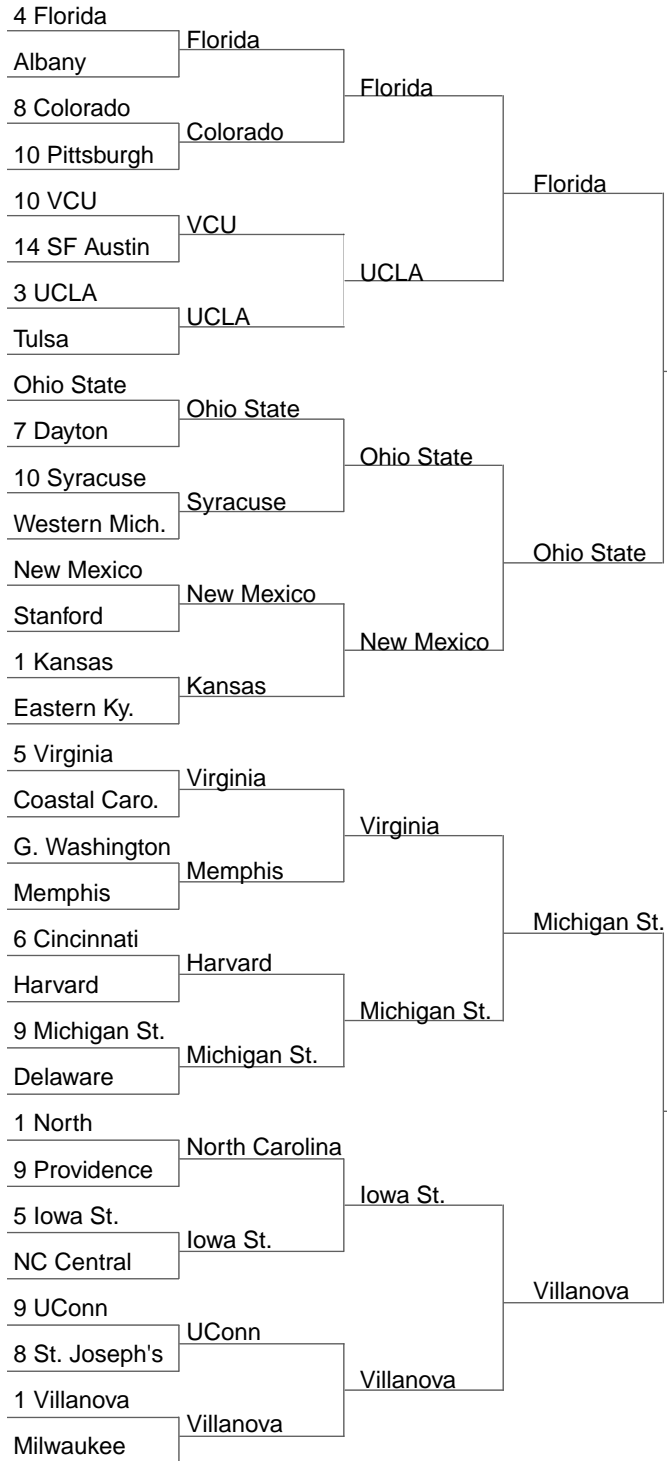 4 Florida
Albany
8 Colorado
10 Pittsburgh
10 VCU
14 SF Austin
3 UCLA
Tulsa
Ohio State
7 Dayton
10 Syracuse
Western Mich.
New Mexico
Stanford
1 Kansas
Eastern Ky.
5 Virginia
Coastal Caro.
G. Washington
Memphis
6 Cincinnati
Harvard
9 Michigan St.
Delaware
1 North
9 Providence
5 Iowa St.
NC Central
9 UConn
8 St. Joseph's
1 Villanova
Milwaukee
Florida
Colorado
VCU
UCLA
Ohio State
Syracuse
New Mexico
Kansas
Virginia
Memphis
Harvard
Michigan St.
North Carolina
Iowa St.
UConn
Villanova
Florida
UCLA
Ohio State
New Mexico
Virginia
Michigan St.
Iowa St.
Villanova
Florida
Ohio State
Michigan St.
Villanova